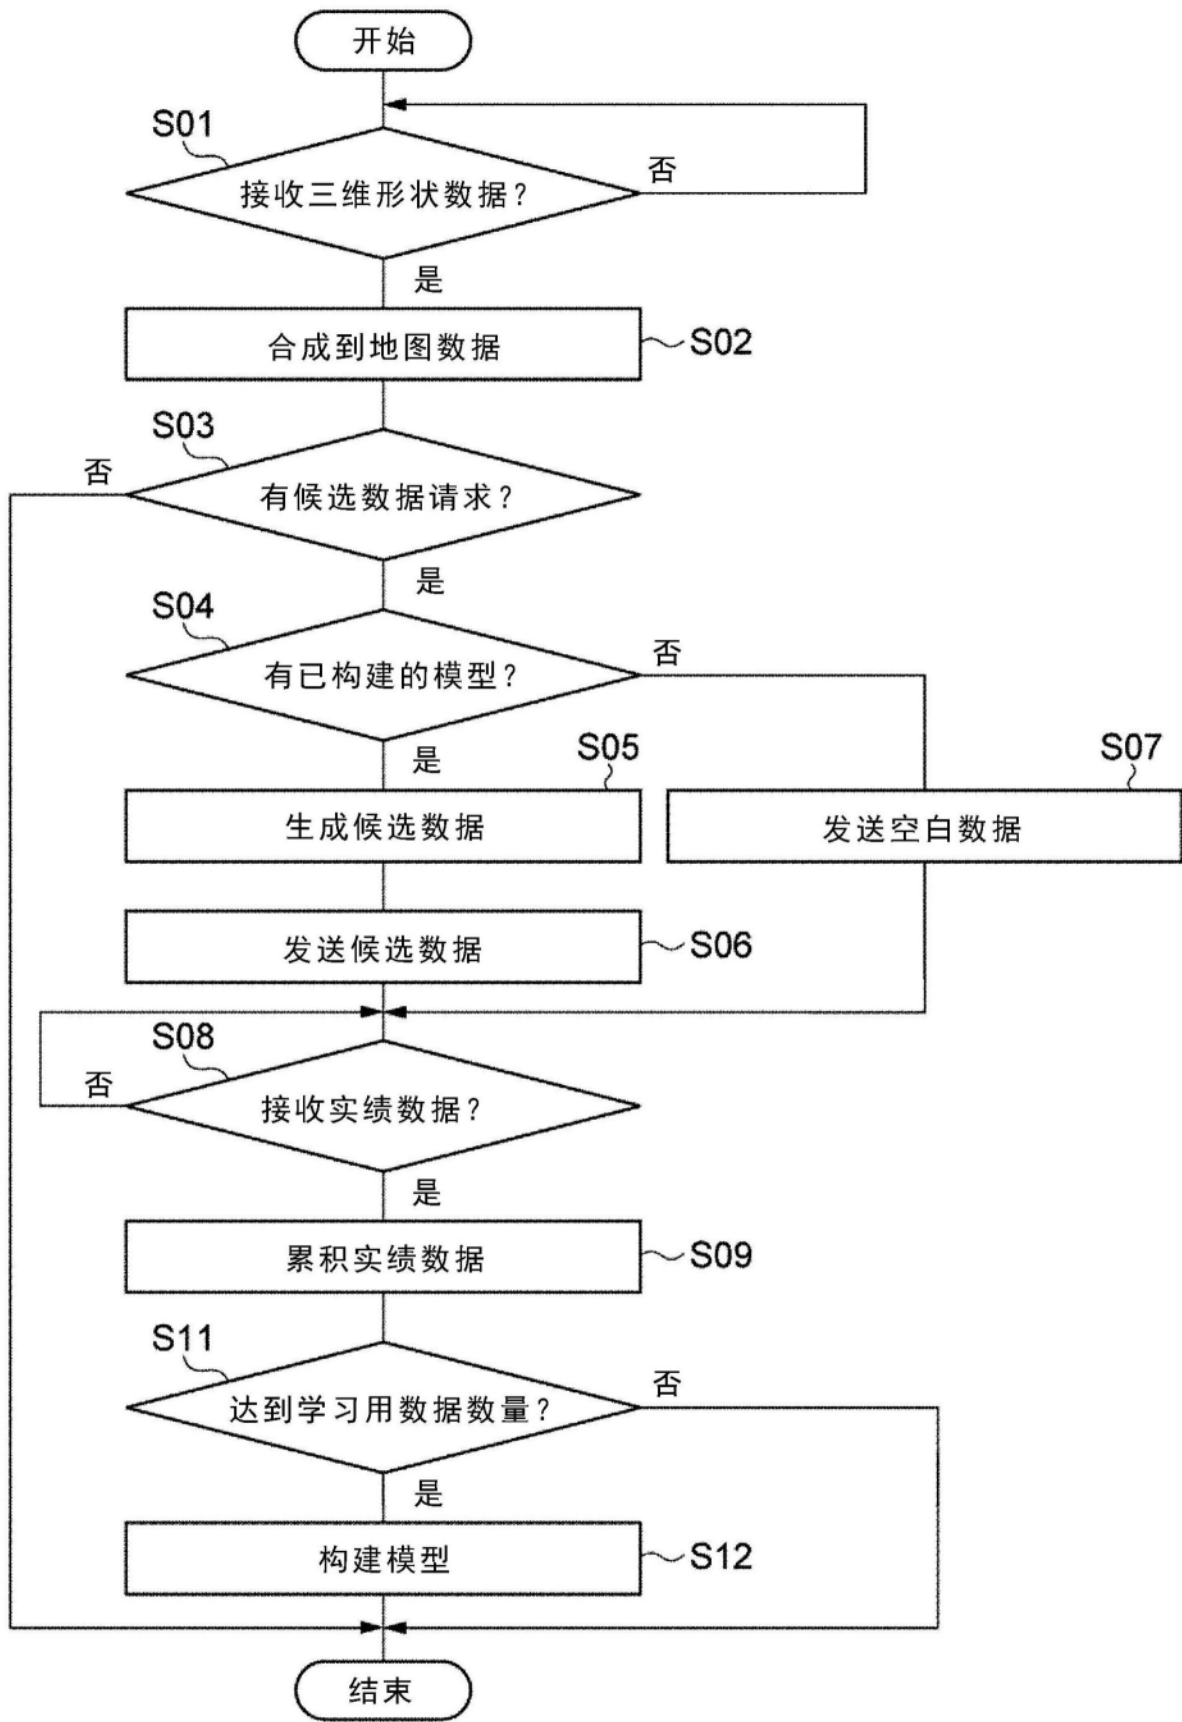 开始
S01
接收三维形状数据？
否
是
合成到地图数据
S02
S03
否
有候选数据请求？
是
S04
有已构建的模型？
否
是
S05
S07
生成候选数据
发送空白数据
发送候选数据
S06
S08
否
接收实绩数据？
是
累积实绩数据
S09
S11
达到学习用数据数量？
否
是
构建模型
S12
结束